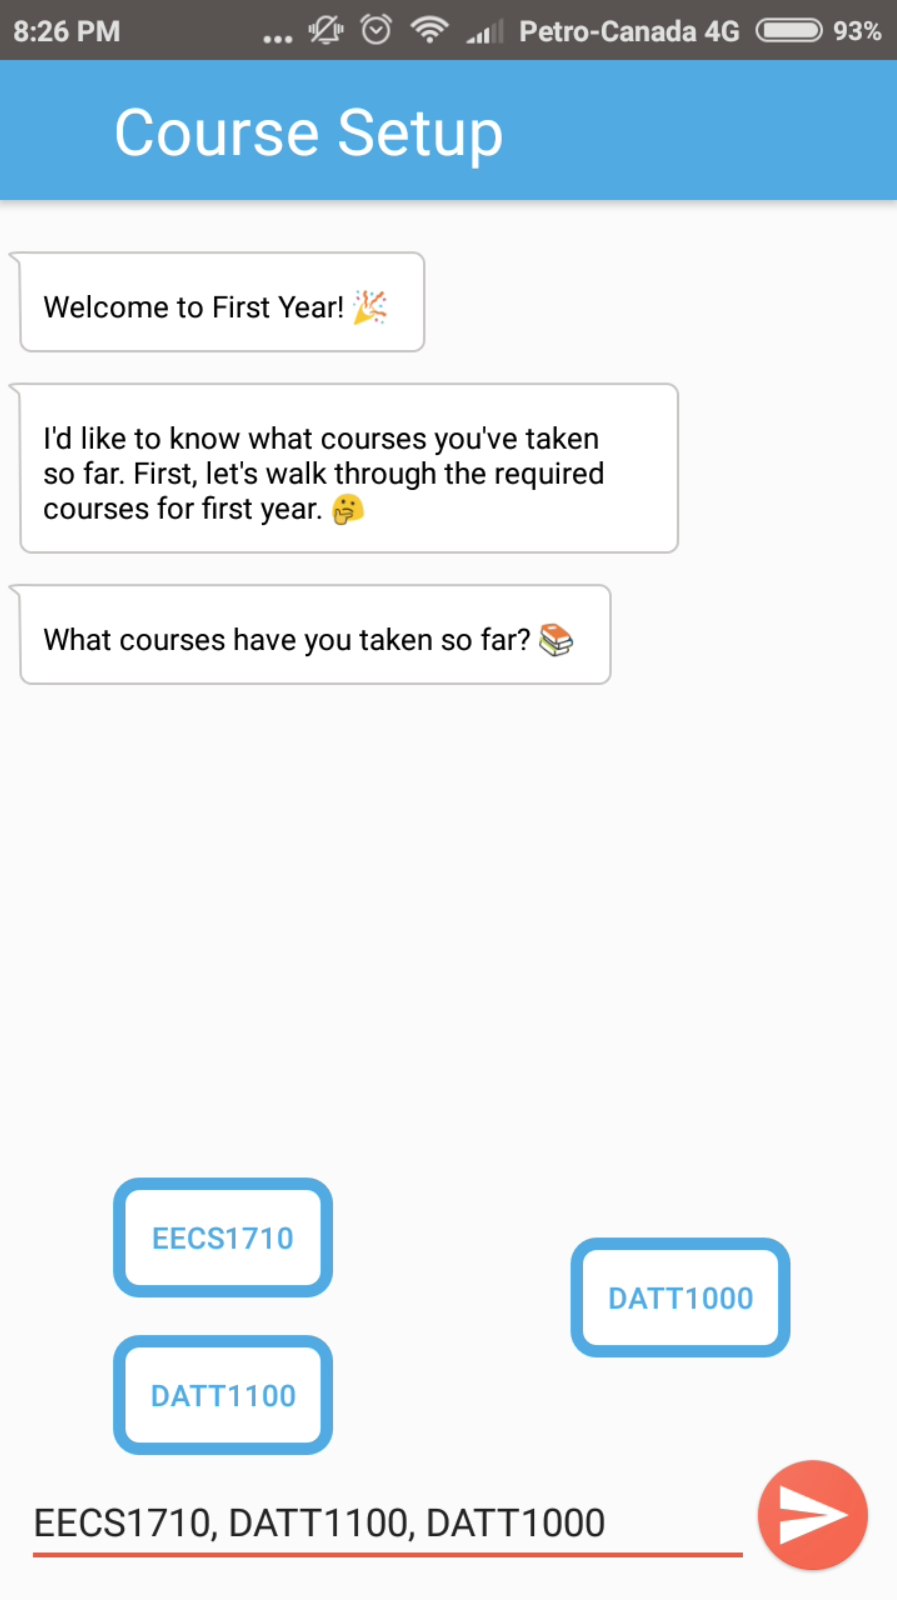 8:26 PM ... Petro-Canada 4G 93%
Course Setup
Welcome to First Year! 🎉
I'd like to know what courses you've taken
so far. First, let's walk through the required
courses for first year. 🤔
What courses have you taken so far? 📚
EECS1710
DATT1000
DATT1100
EECS1710, DATT1100, DATT1000